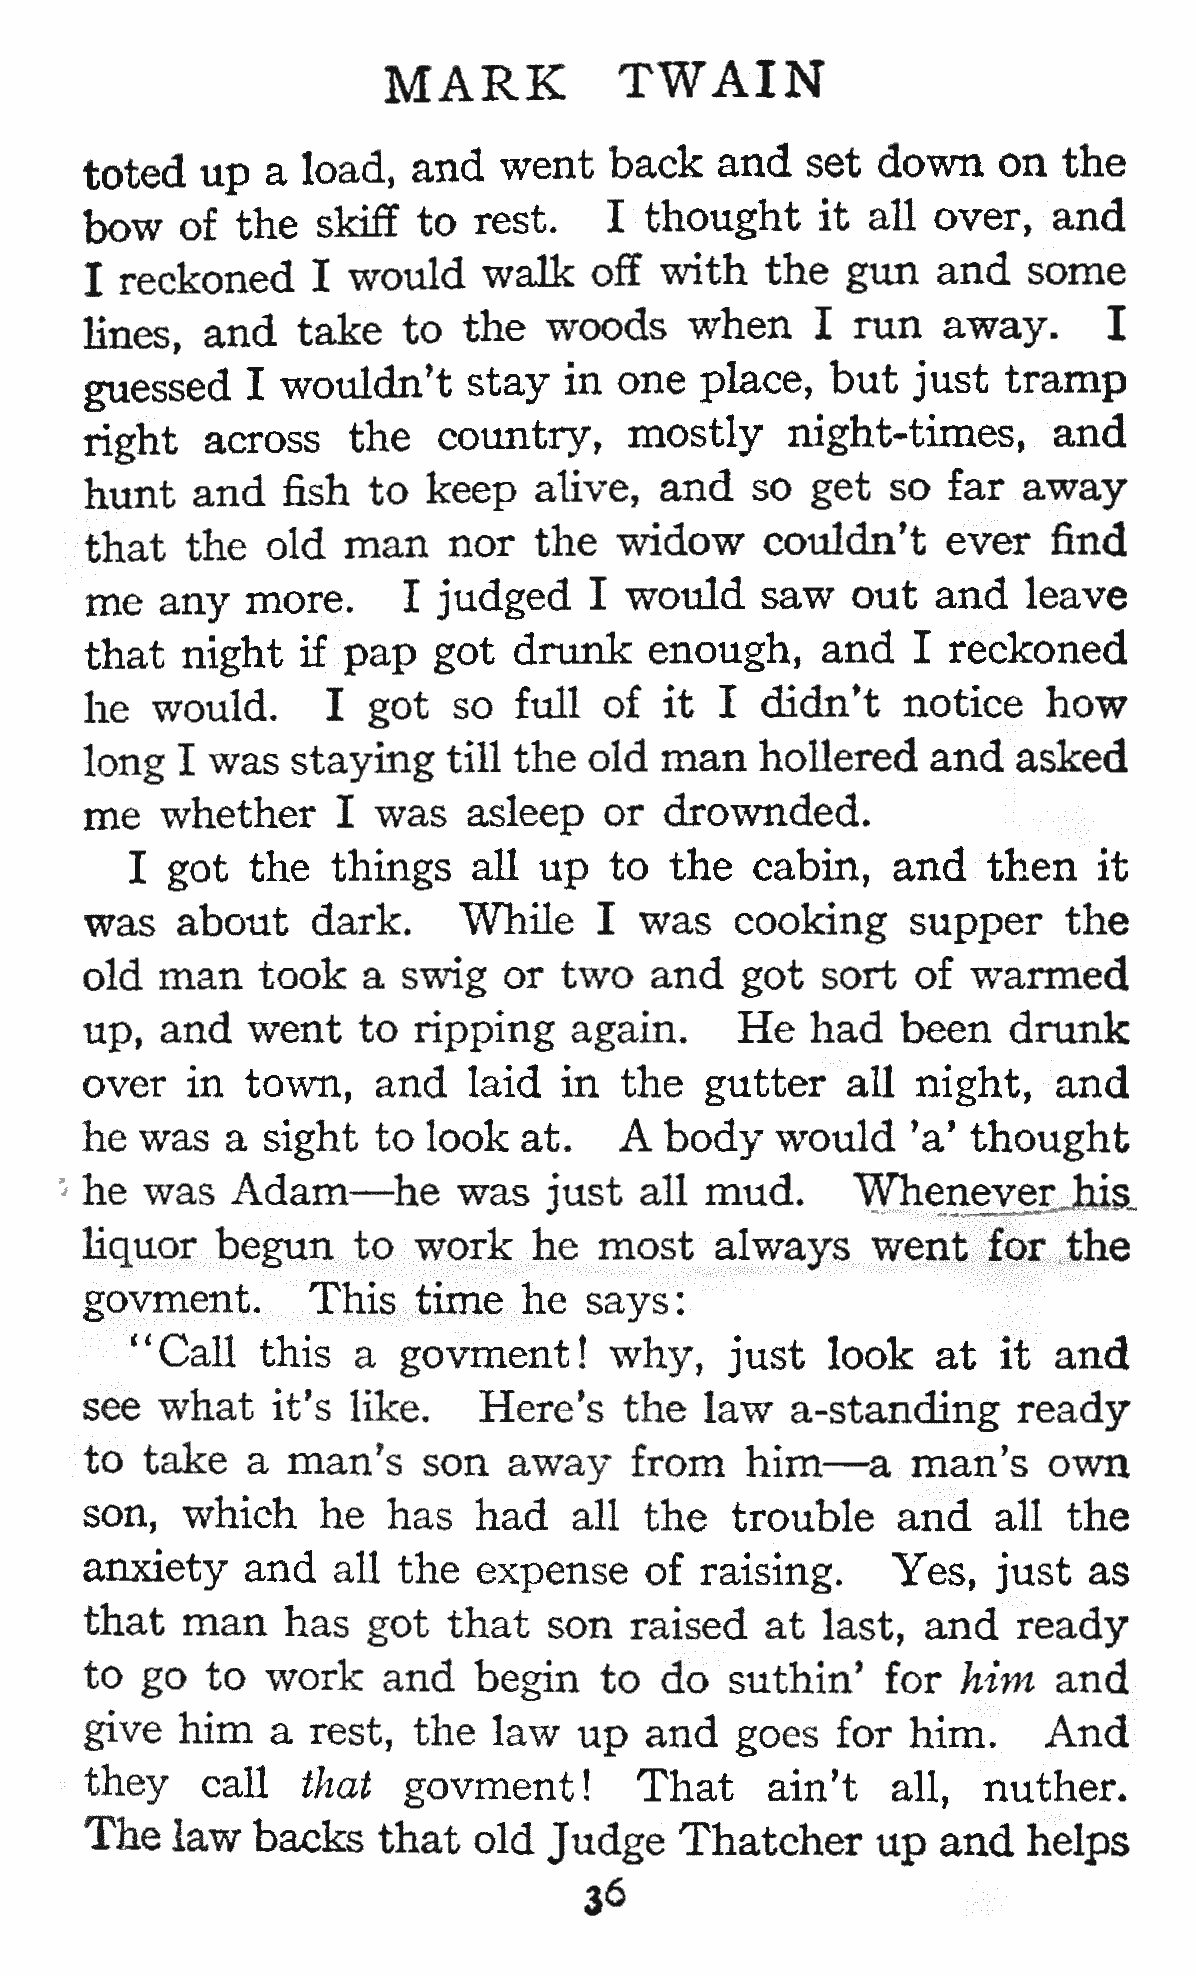 MARK TWAIN
toted up a load, and went back and set down on the
bow of the skiff to rest. I thought it all over, and
I reckoned I would walk off with the gun and some
lines, and take to the woods when I run away. I
guessed I wouldn't stay in one place, but just tramp
right across the country, mostly night-times, and
hunt and fish to keep alive, and so get so far away
that the old man nor the widow couldn't ever find
me any more. I judged I would saw out and leave
that night if pap got drunk enough, and I reckoned
he would. I got so full of it I didn't notice how
long I was staying till the old man hollered and asked
me whether I was asleep or drownded.
I got the things all up to the cabin, and then it
was about dark. While I was cooking supper the
old man took a swig or two and got sort of warmed
up, and went to ripping again. He had been drunk
over in town, and laid in the gutter all night, and
he was a sight to look at. A body would 'a' thought
he was Adam—he was just all mud. Whenever his
liquor begun to work he most always went for the
govment. This time he says:
"Call this a govment! why, just look at it and
see what it's like. Here's the law a-standing ready
to take a man's son away from him—a man's own
son, which he has had all the trouble and all the
anxiety and all the expense of raising. Yes, just as
that man has got that son raised at last, and ready
to go to work and begin to do suthin' for him and
give him a rest, the law up and goes for him. And
they call that govment! That ain't all, nuther.
The law backs that old Judge Thatcher up and helps
36